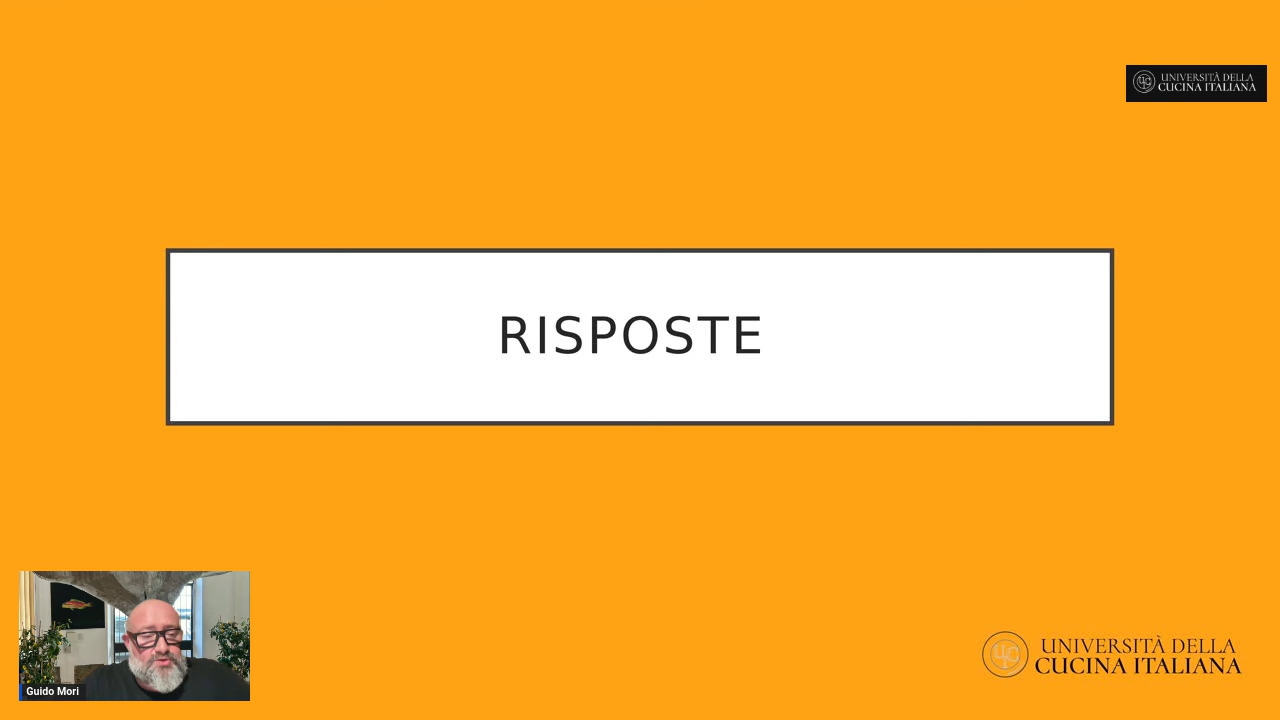 UNIVERSITÀ DELLA
CUCINA ITALIANA
RISPOSTE
Guido Mori
UNIVERSITÀ DELLA
CUCINA ITALIANA